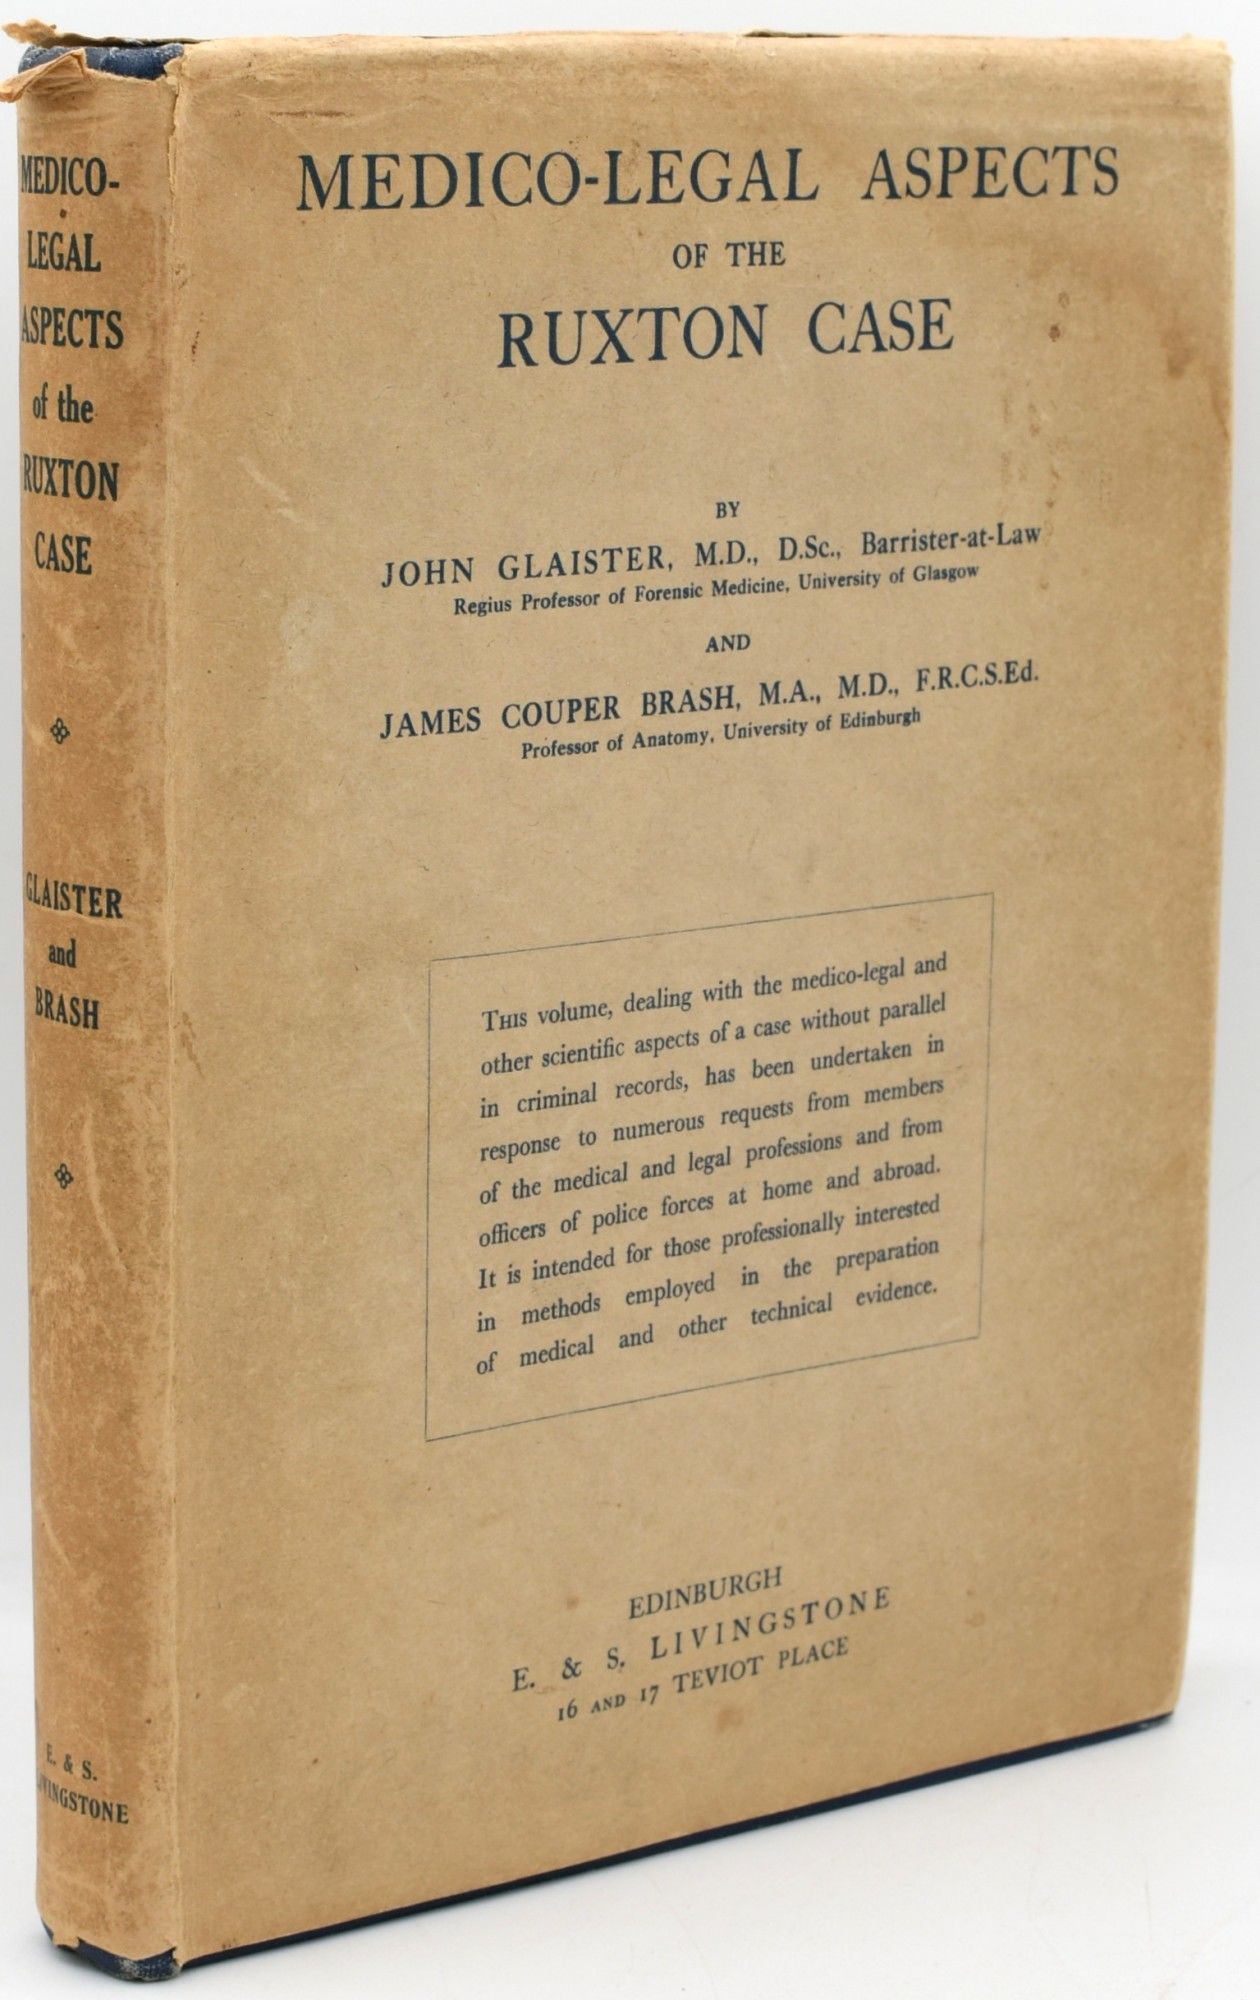 MEDICO-
LEGAL
ASPECTS
of the
RUXTON
CASE
GLAISTER
and
BRASH
E. & S.
LIVINGSTONE
MEDICO-LEGAL ASPECTS
OF THE
RUXTON CASE
BY
JOHN GLAISTER, M.D., D.Sc., Barrister-at-Law
Regius Professor of Forensic Medicine, University of Glasgow
AND
JAMES COUPER BRASH, M.A., M.D., F.R.C.S.Ed.
Professor of Anatomy, University of Edinburgh
THIS volume, dealing with the medico-legal and
other scientific aspects of a case without parallel
in criminal records, has been undertaken in
response to numerous requests from members
of the medical and legal professions and from
officers of police forces at home and abroad.
It is intended for those professionally interested
in methods employed in the preparation
of medical and other technical evidence.
EDINBURGH
E. & S. LIVINGSTONE
16 AND 17 TEVIOT PLACE